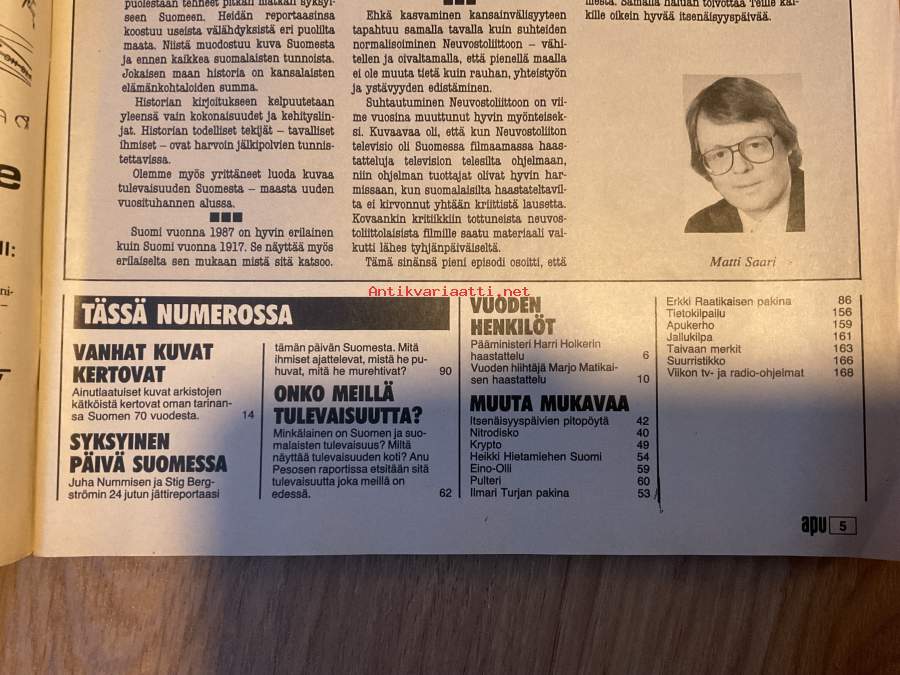 puolestaan tehneet pitkän matkan syksyi-
seen Suomeen. Heidän reportaasinsa
koostuu useista välähdyksistä eri puolilta
maata. Niistä muodostuu kuva Suomesta
ja ennen kaikkea suomalaisten tunnoista.
Jokaisen maan historia on kansalaisten
elämänkohtaloiden summa.
Historian kirjoitukseen kelpuutetaan
yleensä vain kokonaisuudet ja kehityslin-
jat. Historian todelliset tekijät – tavalliset
ihmiset – ovat harvoin jälkipolvien tunnis-
tettavissa.
Olemme myös yrittäneet luoda kuvaa
tulevaisuuden Suomesta – maasta uuden
vuosituhannen alussa.
Suomi vuonna 1987 on hyvin erilainen
kuin Suomi vuonna 1917. Se näyttää myös
erilaiselta sen mukaan mistä sitä katsoo.
Ehkä kasvaminen kansainvälisyyteen
tapahtuu samalla tavalla kuin suhteiden
normalisoiminen Neuvostoliittoon – vähi-
tellen ja oivaltamalla, että pienellä maalla
ei ole muuta tietä kuin rauhan, yhteistyön
ja ystävyyden edistäminen.
Suhtautuminen Neuvostoliittoon on vii-
me vuosina muuttunut hyvin myönteisek-
si. Kuvaavaa oli, että kun Neuvostoliiton
televisio oli Suomessa filmaamassa haas-
tatteluja television telesilta ohjelmaan,
niin ohjelman tuottajat olivat hyvin har-
missaan, kun suomalaisilta haastateltavil-
ta ei kirvonnut yhtään kriittistä lausetta.
Kovaankin kritiikkiin tottuneista neuvos-
toliittolaisista filmille saatu materiaali vai-
kutti lähes tyhjänpäiväiseltä.
Tämä sinänsä pieni episodi osoitti, että
mesta. Samalla haluan toivottaa Teille kai-
kille oikein hyvää itsenäisyyspäivää.
Matti Saari
Antikvariaatti.net
TÄSSÄ NUMEROSSA
VANHAT KUVAT
KERTOVAT
Ainutlaatuiset kuvat arkistojen
kätköistä kertovat oman tarinan-
sa Suomen 70 vuodesta. 14
SYKSYINEN
PÄIVÄ SUOMESSA
Juha Nummisen ja Stig Berg-
strömin 24 jutun jättireportaasi
tämän päivän Suomesta. Mitä
ihmiset ajattelevat, mistä he pu-
huvat, mitä he murehtivat? 90
ONKO MEILLÄ
TULEVAISUUTTA?
Minkälainen on Suomen ja suo-
malaisten tulevaisuus? Miltä
näyttää tulevaisuuden koti? Anu
Pesosen raportissa etsitään sitä
tulevaisuutta joka meillä on
edessä. 62
VUODEN
HENKILÖT
Pääministeri Harri Holkerin
haastattelu 6
Vuoden hiihtäjä Marjo Matikai-
sen haastattelu 10
MUUTA MUKAVAA
Itsenäisyyspäivien pitopöytä 42
Nitrodisko 40
Krypto 49
Heikki Hietamiehen Suomi 54
Eino-Olli 59
Pulteri 60
Ilmari Turjan pakina 53
Erkki Raatikaisen pakina 86
Tietokilpailu 156
Apukerho 159
Jallukilpa 161
Taivaan merkit 163
Suurristikko 166
Viikon tv- ja radio-ohjelmat 168
apu 5